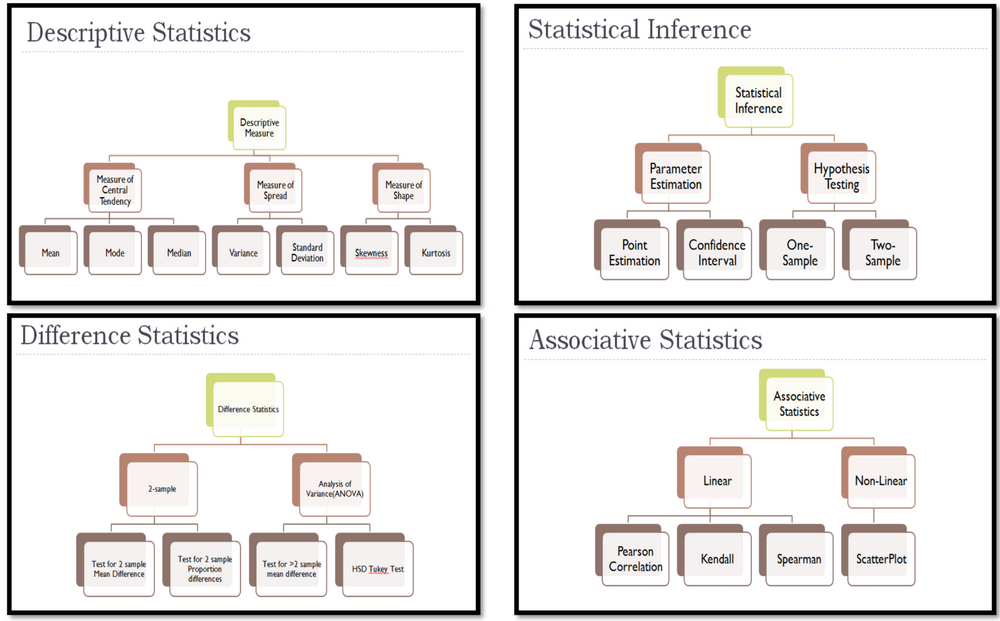 Descriptive Statistics
Descriptive
Measure
Measure of
Central
Tendency
Measure of
Spread
Measure of
Shape
Mean
Mode
Median
Variance
Standard
Deviation
Skewness
Kurtosis
Statistical Inference
Statistical
Inference
Parameter
Estimation
Hypothesis
Testing
Point
Estimation
Confidence
Interval
One-
Sample
Two-
Sample
Difference Statistics
Difference Statistics
2-sample
Analysis of
Variance(ANOVA)
Test for 2 sample
Mean Difference
Test for 2 sample
Proportion
differences
Test for >2 sample
mean difference
HSD Tukey Test
Associative Statistics
Associative
Statistics
Linear
Non-Linear
Pearson
Correlation
Kendall
Spearman
ScatterPlot